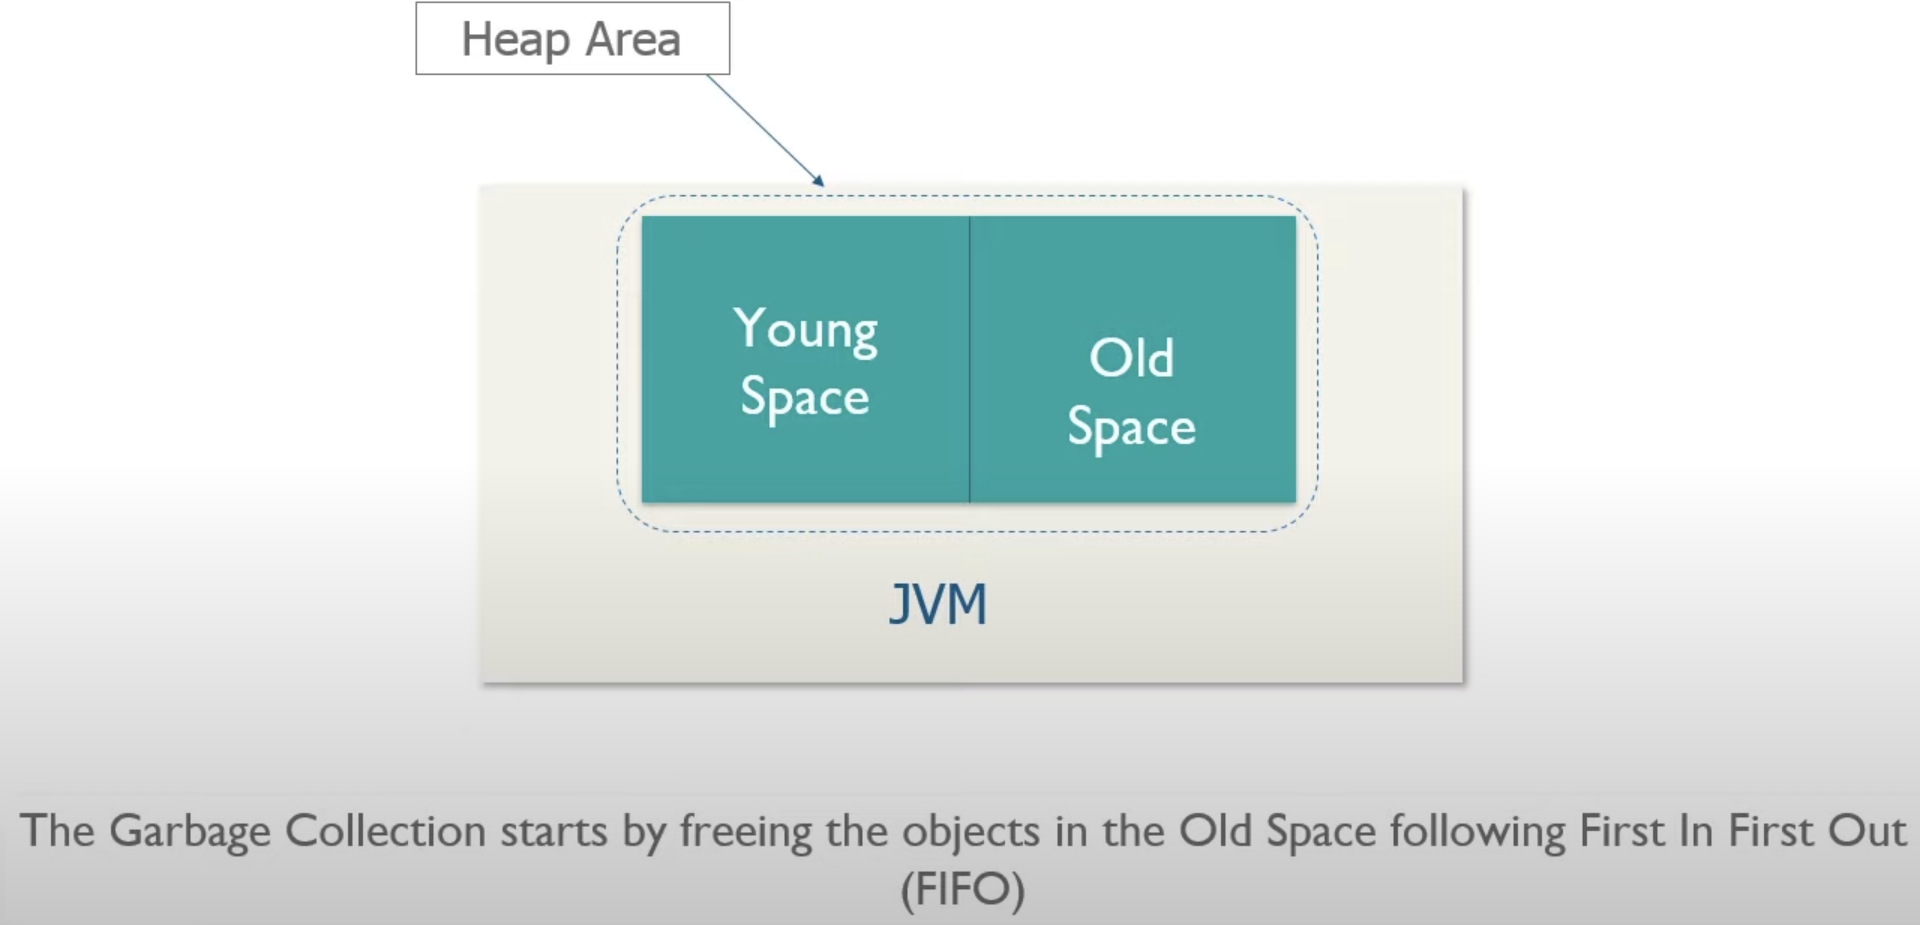 Heap Area
Young
Space
Old
Space
JVM
The Garbage Collection starts by freeing the objects in the Old Space following First In First Out
(FIFO)